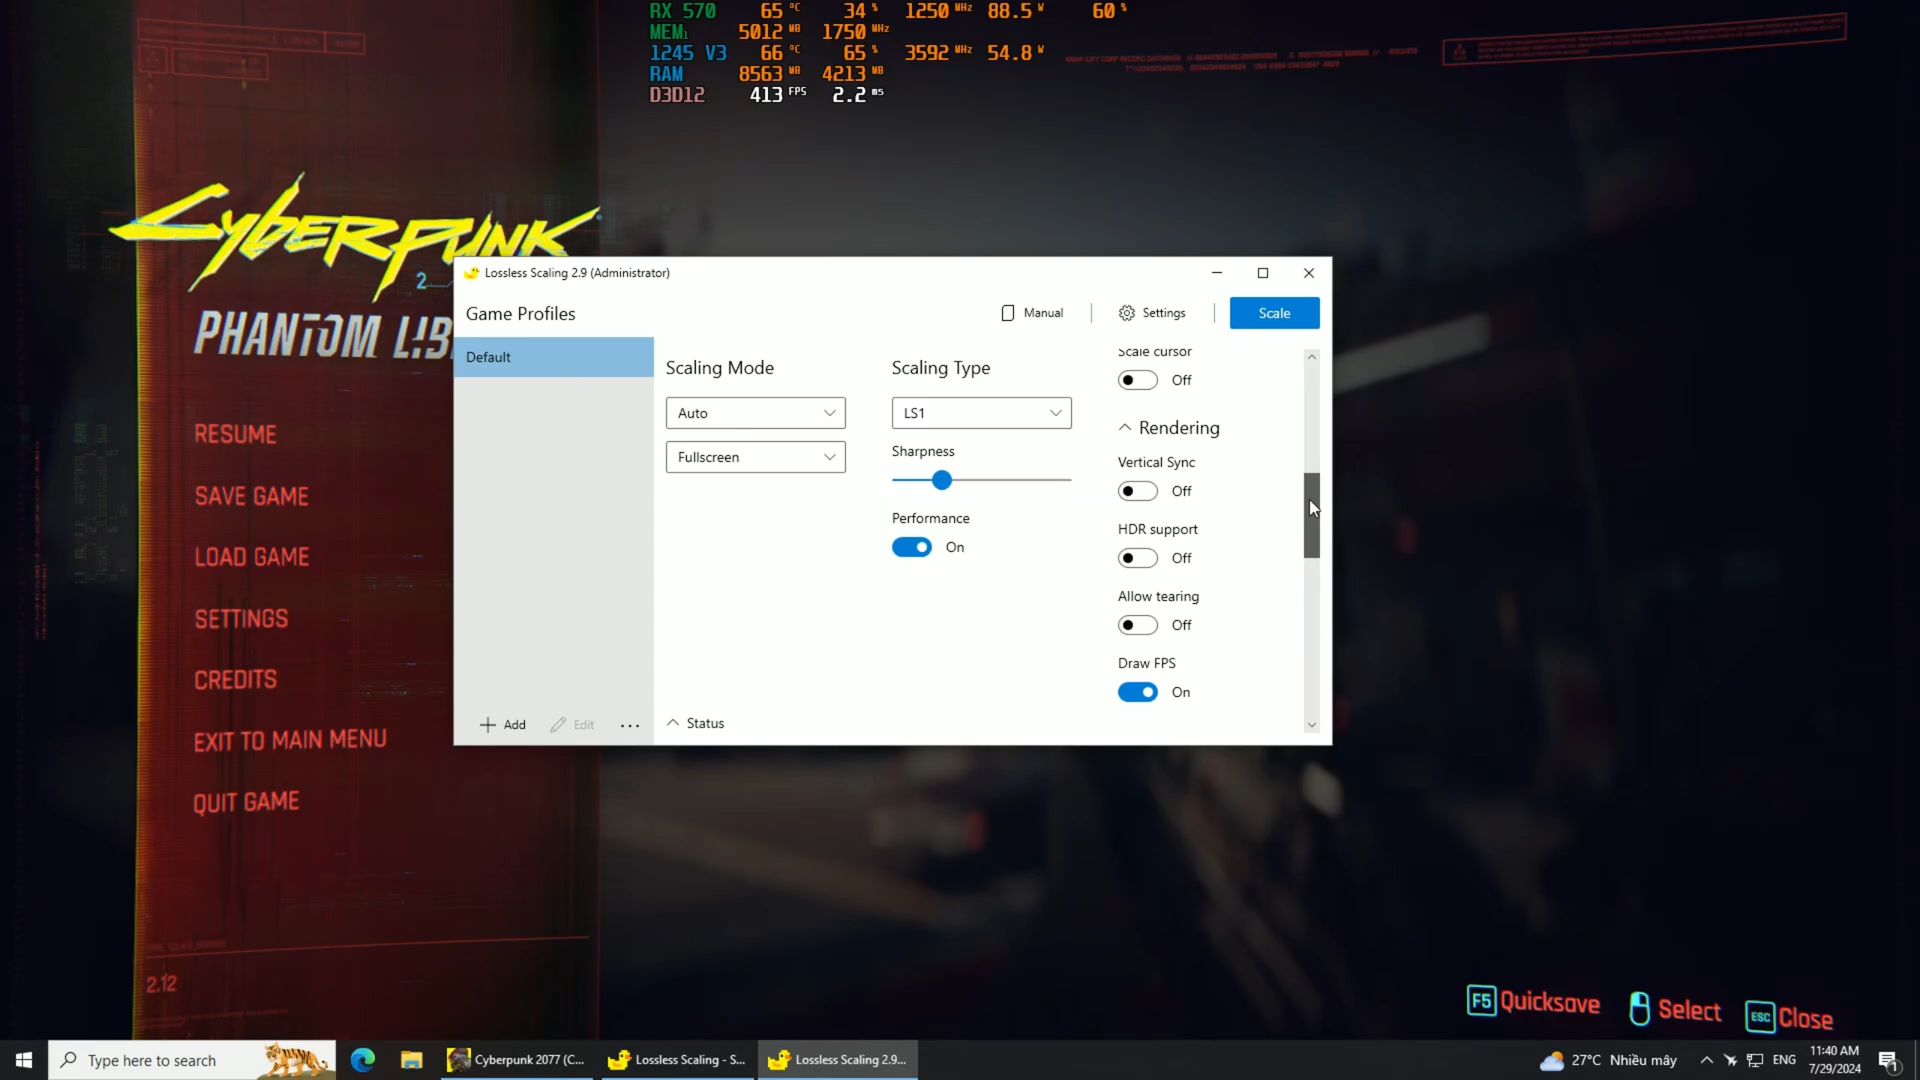 RX 570 65 °C 34 % 1250 MHz 88.5 W 60 %
MEM1 5012 MB 1750 MHz
1245 V3 66 °C 65 % 3592 MHz 54.8 W
RAM 8563 MB 4213 MB
D3D12 413 FPS 2.2 ms
CYBERPUNK
2
PHANTOM LIB
RESUME
SAVE GAME
LOAD GAME
SETTINGS
CREDITS
EXIT TO MAIN MENU
QUIT GAME
2.12
Lossless Scaling 2.9 (Administrator)
Game Profiles
Manual
Settings
Scale
Default
Scaling Mode
Auto
Fullscreen
Scaling Type
LS1
Sharpness
Performance
On
Scale cursor
Off
Rendering
Vertical Sync
Off
HDR support
Off
Allow tearing
Off
Draw FPS
On
Add
Edit
...
Status
F5 Quicksave
Select
ESC Close
Type here to search
Cyberpunk 2077 (C...
Lossless Scaling - S...
Lossless Scaling 2.9...
27°C Nhiều mây
ENG
11:40 AM
7/29/2024
1